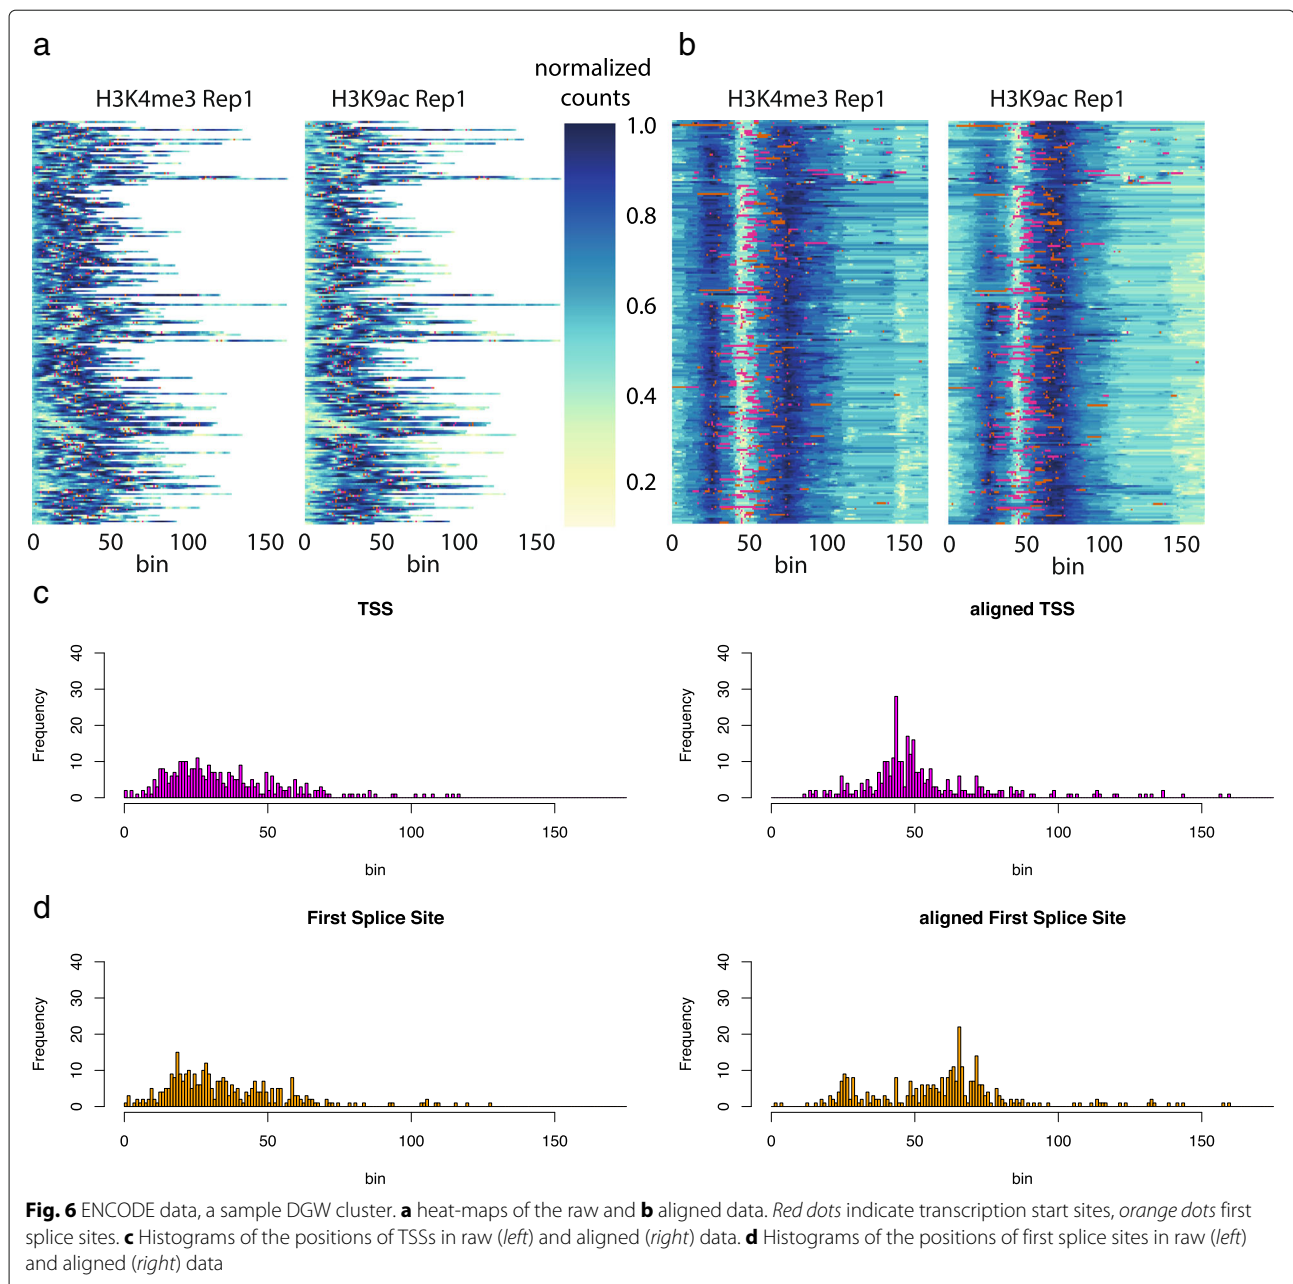 a
b
normalized
counts
H3K4me3 Rep1
H3K9ac Rep1
H3K4me3 Rep1
H3K9ac Rep1
1.0
0.8
0.6
0.4
0.2
0 50 100 150
bin
0 50 100 150
bin
0 50 100 150
bin
0 50 100 150
bin
c
TSS
Frequency
40
30
20
10
0
0 50 100 150
bin
aligned TSS
Frequency
40
30
20
10
0
0 50 100 150
bin
d
First Splice Site
Frequency
40
30
20
10
0
0 50 100 150
bin
aligned First Splice Site
Frequency
40
30
20
10
0
0 50 100 150
bin
Fig. 6 ENCODE data, a sample DGW cluster. a heat-maps of the raw and b aligned data. Red dots indicate transcription start sites, orange dots first
splice sites. c Histograms of the positions of TSSs in raw (left) and aligned (right) data. d Histograms of the positions of first splice sites in raw (left)
and aligned (right) data